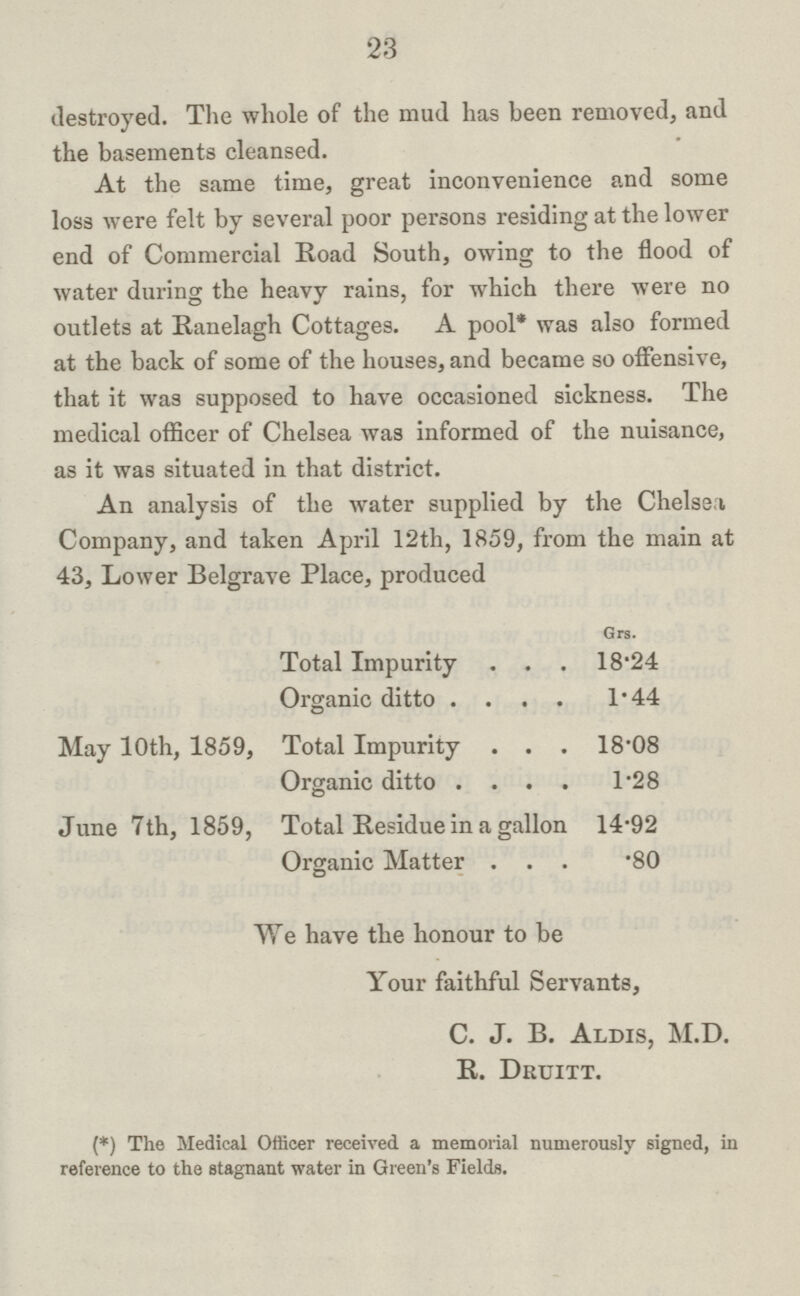 23
destroyed. The whole of the mud has been removed, and
the basements cleansed.
At the same time, great inconvenience and some
loss were felt by several poor persons residing at the lower
end of Commercial Road South, owing to the flood of
water during the heavy rains, for which there were no
outlets at Ranelagh Cottages. A pool* was also formed
at the back of some of the houses, and became so offensive,
that it was supposed to have occasioned sickness. The
medical officer of Chelsea was informed of the nuisance,
as it was situated in that district.
An analysis of the water supplied by the Chelsea
Company, and taken April 12th, 1859, from the main at
43, Lower Belgrave Place, produced
Grs.
Total Impurity . . . 18·24
Organic ditto . . . . 1·44
May 10th, 1859, Total Impurity . . . 18·08
Organic ditto . . . . 1·28
June 7th, 1859, Total Residue in a gallon 14·92
Organic Matter . . . ·80
We have the honour to be
Your faithful Servants,
C. J. B. ALDIS, M.D.
R. DRUITT.
(*) The Medical Officer received a memorial numerously signed, in
reference to the stagnant water in Green's Fields.